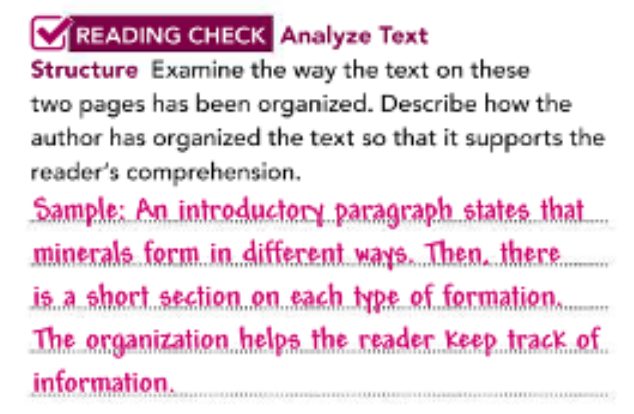 READING CHECK Analyze Text
Structure Examine the way the text on these
two pages has been organized. Describe how the
author has organized the text so that it supports the
reader's comprehension.
Sample: An introductory paragraph states that
minerals form in different ways. Then, there
is a short section on each type of formation.
The organization helps the reader keep track of
information.